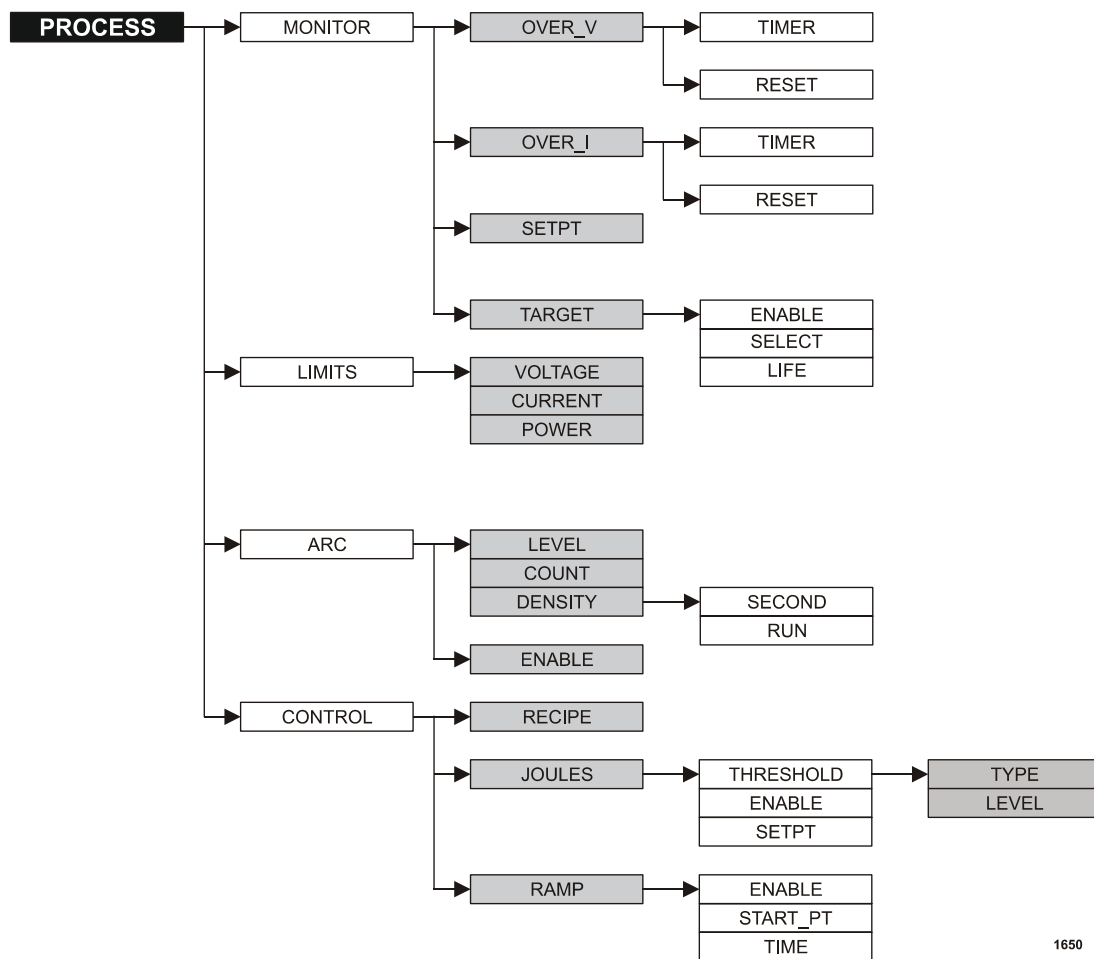 PROCESS
MONITOR
OVER_V
TIMER
RESET
OVER_I
TIMER
RESET
SETPT
TARGET
ENABLE
SELECT
LIFE
LIMITS
VOLTAGE
CURRENT
POWER
ARC
LEVEL
COUNT
DENSITY
SECOND
RUN
ENABLE
CONTROL
RECIPE
JOULES
THRESHOLD
TYPE
LEVEL
ENABLE
SETPT
RAMP
ENABLE
START_PT
TIME
1650